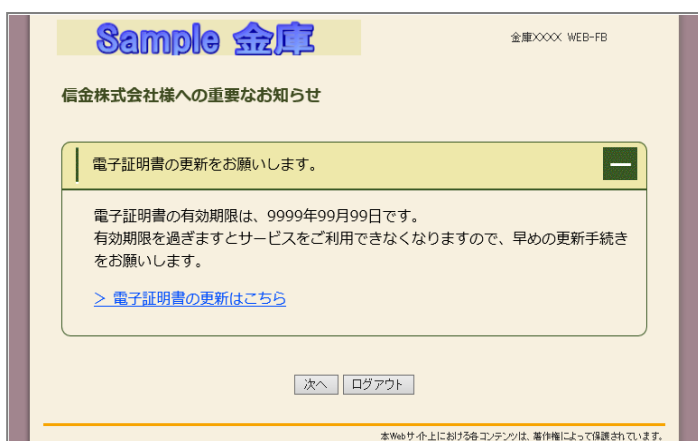 Sample 金庫
金庫XXXX WEB-FB
信金株式会社様への重要なお知らせ
電子証明書の更新をお願いします。
電子証明書の有効期限は、9999年99月99日です。
有効期限を過ぎますとサービスをご利用できなくなりますので、早めの更新手続き
をお願いします。
> 電子証明書の更新はこちら
次へ ログアウト
本Webサイト上における各コンテンツは、著作権によって保護されています。